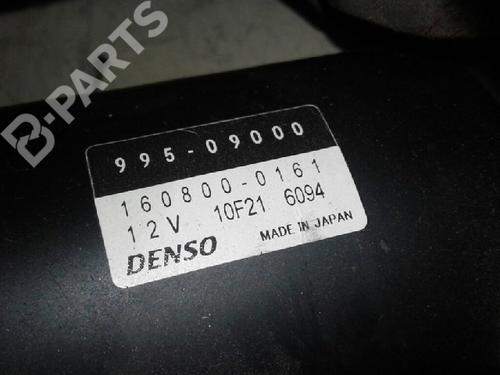 B-PARTS
995-09000
160800-0161
12V 10F21 6094
DENSO MADE IN JAPAN